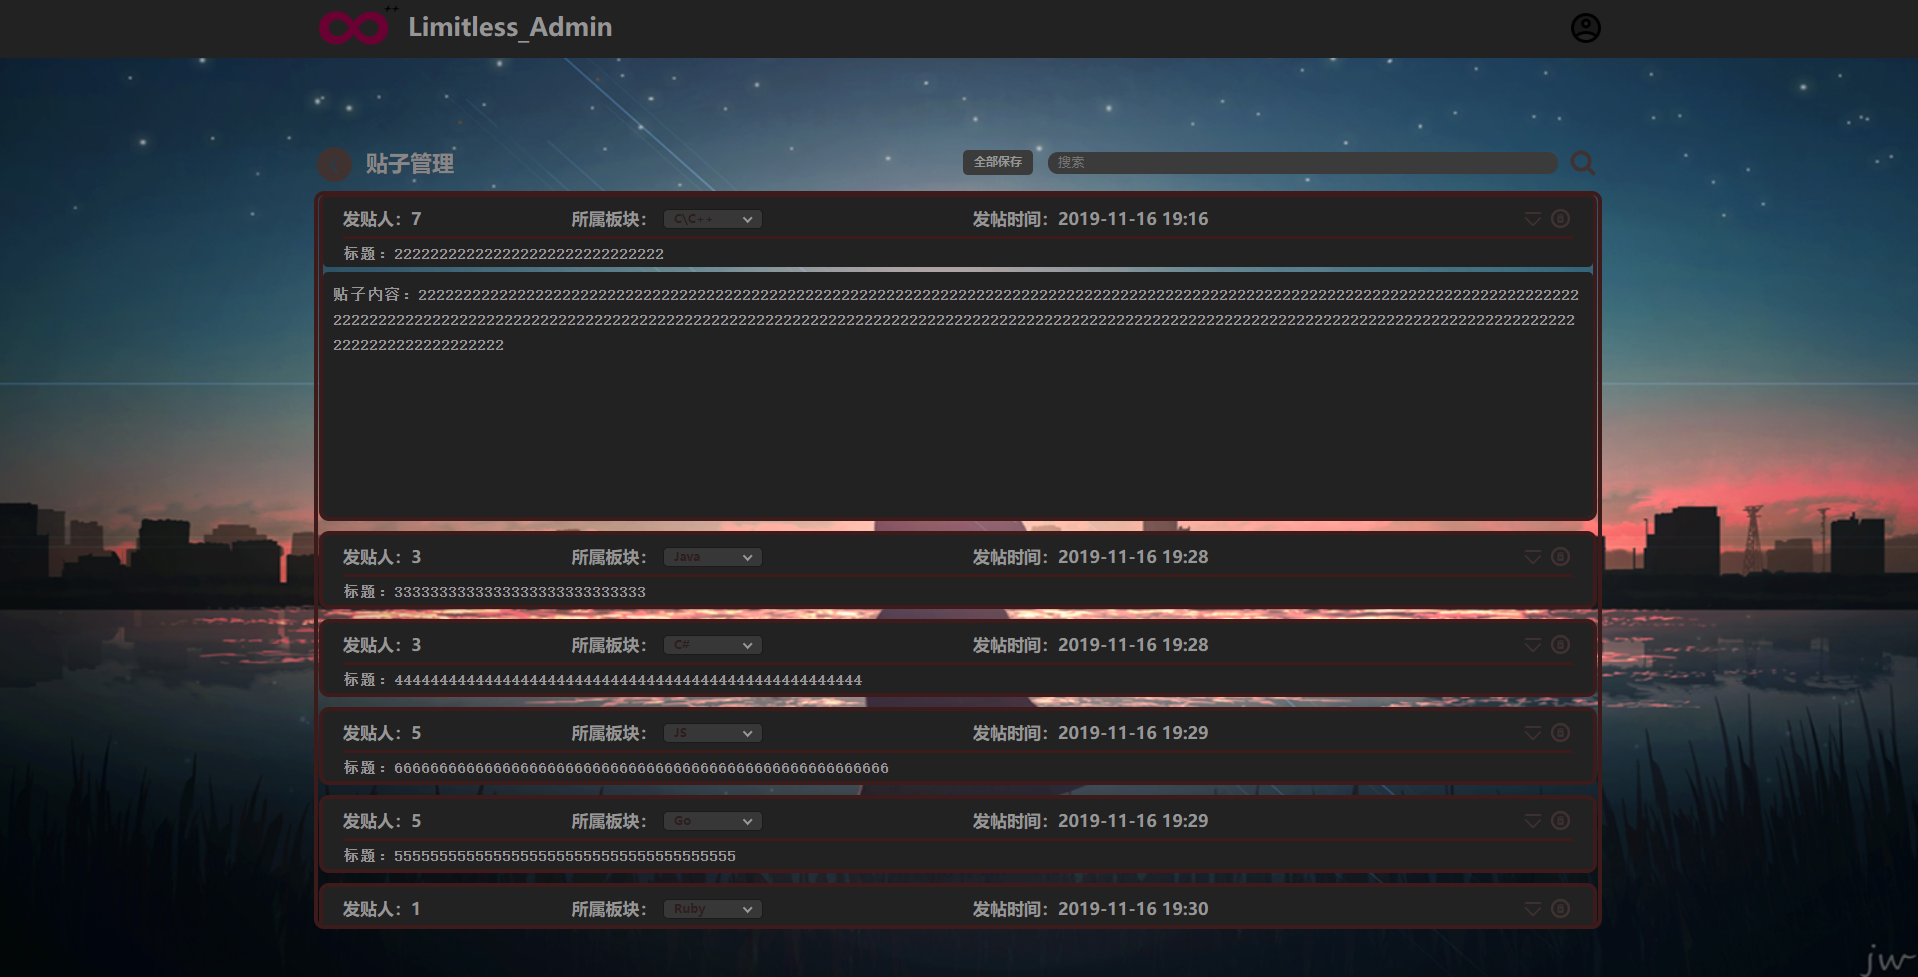 ++
Limitless_Admin
贴子管理
全部保存
搜索
发贴人：7 所属板块： C\C++ 发帖时间：2019-11-16 19:16
标题：222222222222222222222222222222
贴子内容：222222222222222222222222222222222222222222222222222222222222222222222222222222222222222222222222222222222222222222222222222222222
222222222222222222222222222222222222222222222222222222222222222222222222222222222222222222222222222222222222222222222222222222222222222222
2222222222222222222
发贴人：3 所属板块： Java 发帖时间：2019-11-16 19:28
标题：3333333333333333333333333333
发贴人：3 所属板块： C# 发帖时间：2019-11-16 19:28
标题：4444444444444444444444444444444444444444444444444444
发贴人：5 所属板块： JS 发帖时间：2019-11-16 19:29
标题：6666666666666666666666666666666666666666666666666666666
发贴人：5 所属板块： Go 发帖时间：2019-11-16 19:29
标题：55555555555555555555555555555555555555
发贴人：1 所属板块： Ruby 发帖时间：2019-11-16 19:30
jw